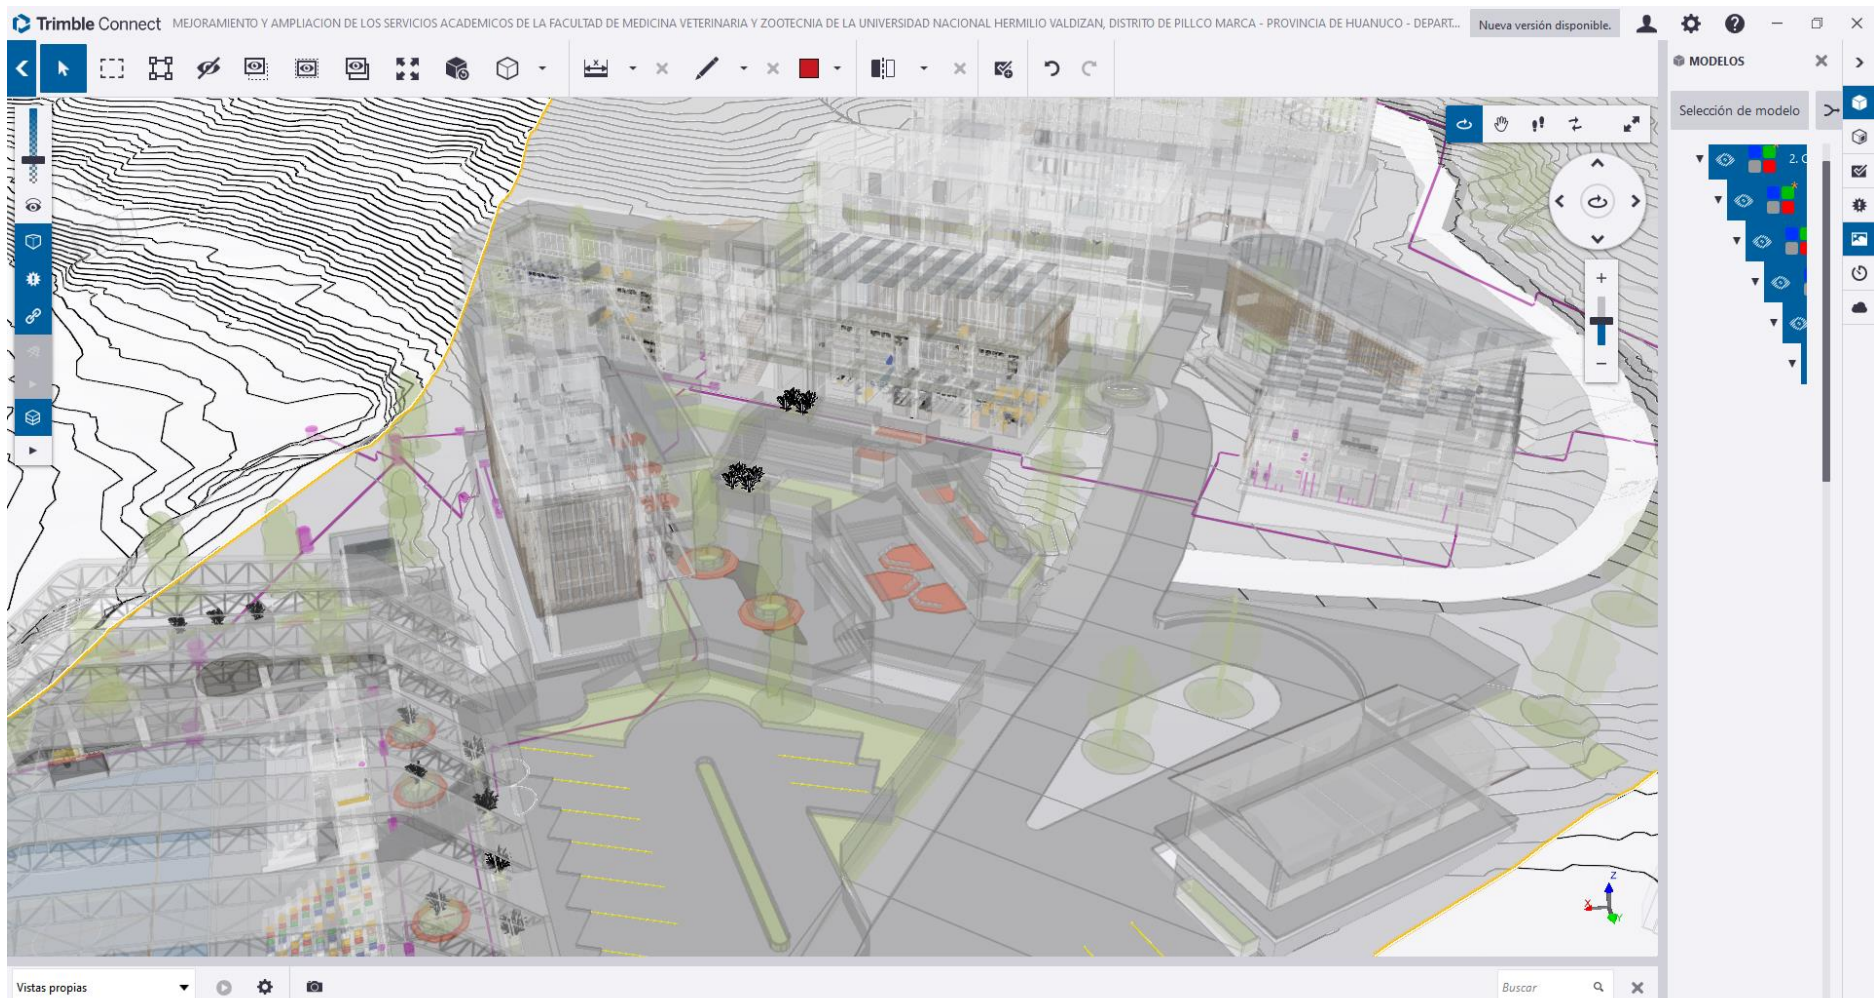 Trimble Connect MEJORAMIENTO Y AMPLIACION DE LOS SERVICIOS ACADEMICOS DE LA FACULTAD DE MEDICINA VETERINARIA Y ZOOTECNIA DE LA UNIVERSIDAD NACIONAL HERMILIO VALDIZAN, DISTRITO DE PILLCO MARCA - PROVINCIA DE HUANUCO - DEPART... Nueva versión disponible.
MODELOS
Selección de modelo
2. C
Z
X
Y
Vistas propias
Buscar